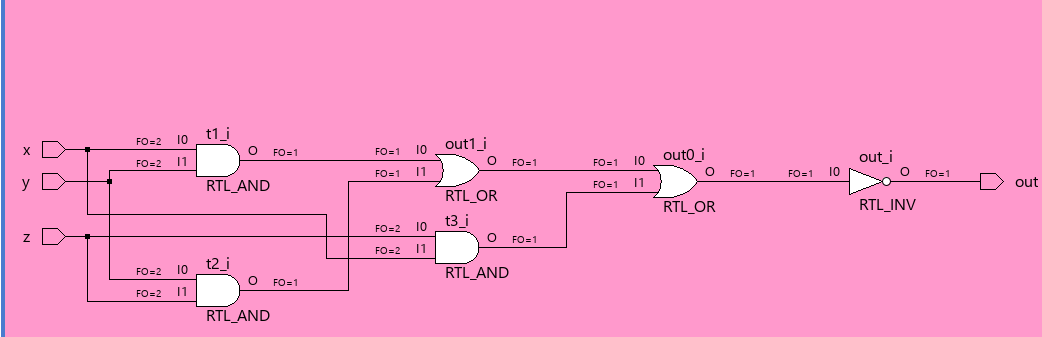 x
y
z
t1_i
FO=2 I0
FO=2 I1
O FO=1
RTL_AND
t2_i
FO=2 I0
FO=2 I1
O FO=1
RTL_AND
out1_i
FO=1 I0
FO=1 I1
O FO=1
RTL_OR
t3_i
FO=2 I0
FO=2 I1
O FO=1
RTL_AND
out0_i
FO=1 I0
FO=1 I1
O FO=1
RTL_OR
out_i
FO=1 I0
O FO=1
RTL_INV
out